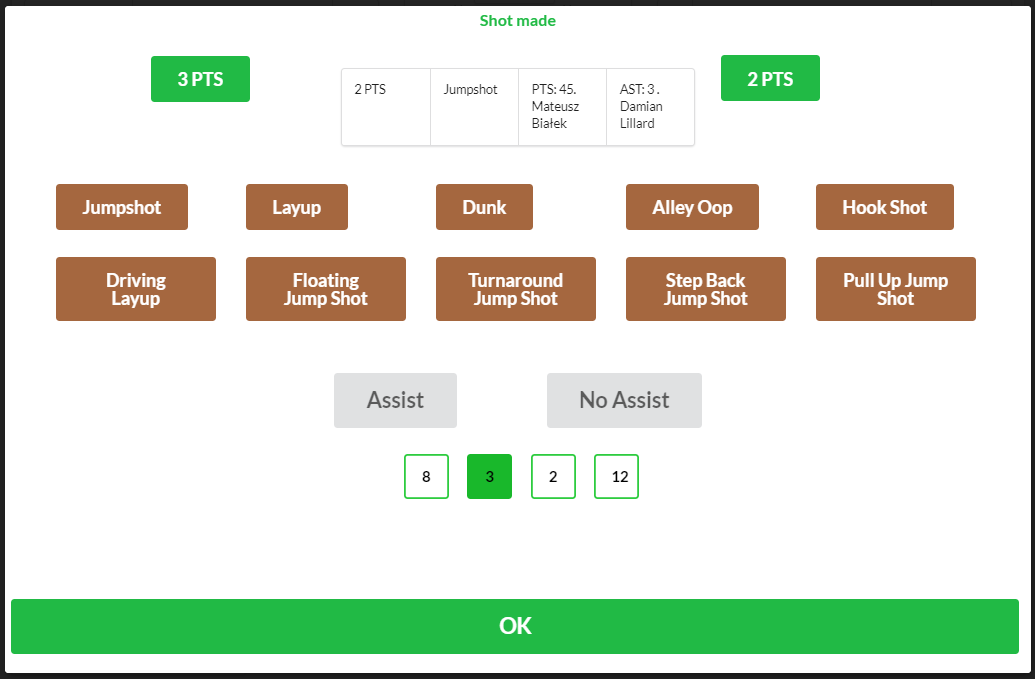 Shot made
3 PTS
2 PTS
Jumpshot
PTS: 45.
Mateusz
Białek
AST: 3 .
Damian
Lillard
2 PTS
Jumpshot
Layup
Dunk
Alley Oop
Hook Shot
Driving
Layup
Floating
Jump Shot
Turnaround
Jump Shot
Step Back
Jump Shot
Pull Up Jump
Shot
Assist
No Assist
8
3
2
12
OK